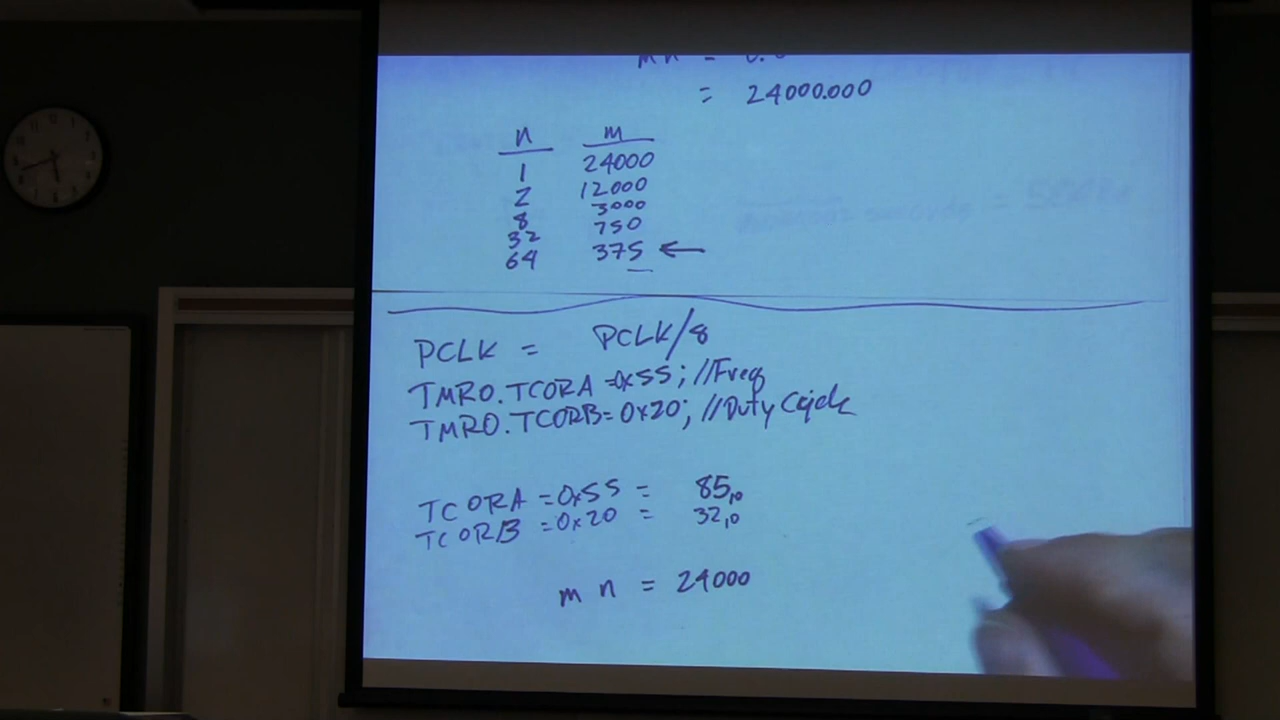 m n =
= 24000.000
n m
1 24000
2 12000
8 3000
32 750
64 375 ←
PCLK = PCLK/8
TMR0.TCORA =0x55; //Freq
TMR0.TCORB= 0x20; //Duty Cycle
TCORA =0x55 = 85₁₀
TCORB =0x20 = 32₁₀
m n = 24000